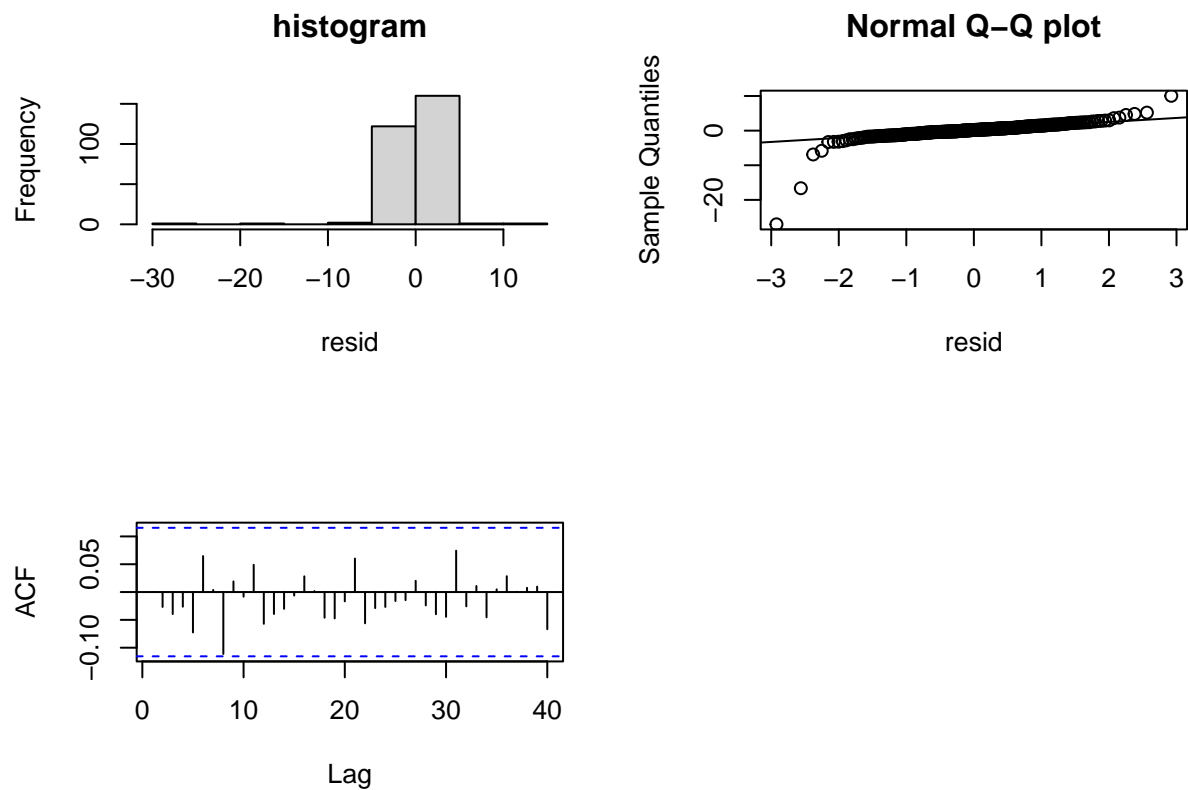 histogram
Frequency
0
100
−30
−20
−10
0
10
resid
Normal Q−Q plot
Sample Quantiles
−20
0
−3
−2
−1
0
1
2
3
resid
ACF
−0.10
0.05
0
10
20
30
40
Lag